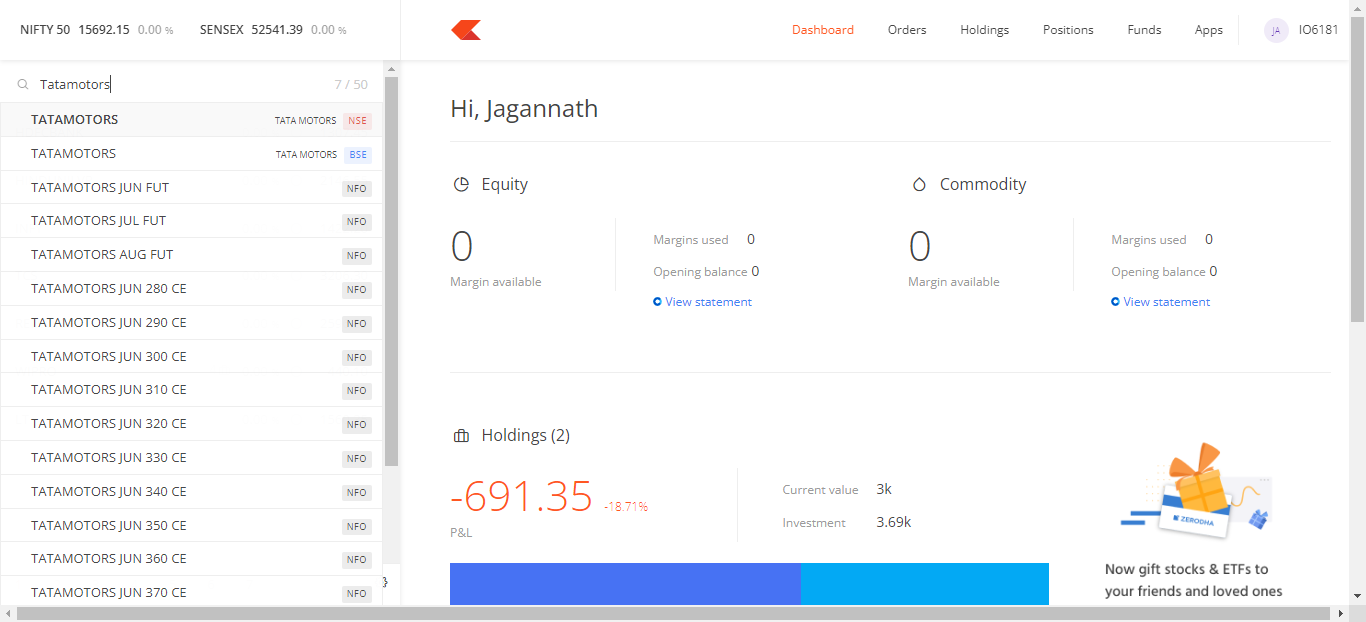 NIFTY 50 15692.15 0.00 % SENSEX 52541.39 0.00 %
Dashboard Orders Holdings Positions Funds Apps JA IO6181
Tatamotors 7 / 50
TATAMOTORS TATA MOTORS NSE
TATAMOTORS TATA MOTORS BSE
TATAMOTORS JUN FUT NFO
TATAMOTORS JUL FUT NFO
TATAMOTORS AUG FUT NFO
TATAMOTORS JUN 280 CE NFO
TATAMOTORS JUN 290 CE NFO
TATAMOTORS JUN 300 CE NFO
TATAMOTORS JUN 310 CE NFO
TATAMOTORS JUN 320 CE NFO
TATAMOTORS JUN 330 CE NFO
TATAMOTORS JUN 340 CE NFO
TATAMOTORS JUN 350 CE NFO
TATAMOTORS JUN 360 CE NFO
TATAMOTORS JUN 370 CE NFO
}
Hi, Jagannath
Equity
0
Margin available
Margins used 0
Opening balance 0
View statement
Commodity
0
Margin available
Margins used 0
Opening balance 0
View statement
Holdings (2)
-691.35 -18.71%
P&L
Current value 3k
Investment 3.69k
ZERODHA
Now gift stocks & ETFs to
your friends and loved ones